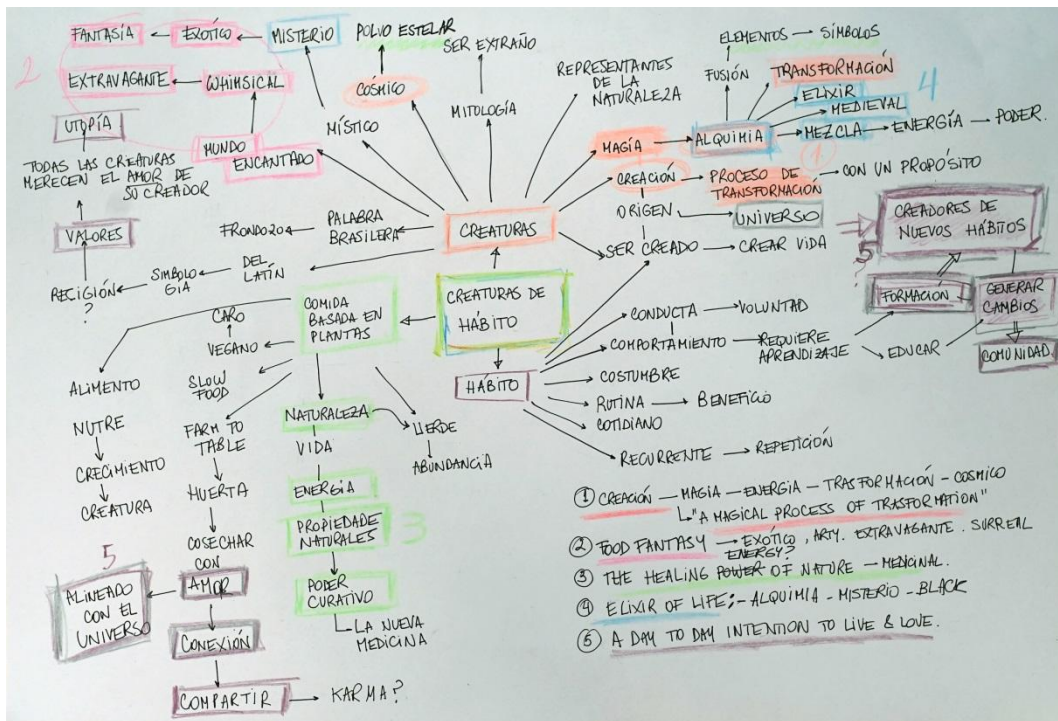 FANTASÍA
EXÓTICO
MISTERIO
POLVO ESTELAR
SER EXTRAÑO
ELEMENTOS
SÍMBOLOS
2
EXTRAVAGANTE
WHIMSICAL
CÓSMICO
MITOLOGÍA
REPRESENTANTES
DE LA
NATURALEZA
FUSIÓN
TRANSFORMACIÓN
ELIXIR
MEDIEVAL
4
UTOPÍA
MUNDO
ENCANTADO
MÍSTICO
MAGÍA
ALQUIMIA
MEZCLA
ENERGÍA
PODER.
TODAS LAS CREATURAS
MERECEN EL AMOR DE
SU CREADOR
CREACIÓN
PROCESO DE
TRANSFORMACIÓN
1
CON UN PROPÓSITO
VALORES
FRONDOZO
PALABRA
BRASILERA
CREATURAS
ORIGEN
UNIVERSO
SER CREADO
CREAR VIDA
CREADORES DE
NUEVOS HÁBITOS
5
RELIGIÓN
?
SIMBOLO
GIA
DEL
LATÍN
COMIDA
BASADA EN
PLANTAS
CREATURAS DE
HÁBITO
FORMACION
GENERAR
CAMBIOS
COMUNIDAD
CARO
VEGANO
SLOW
FOOD
HÁBITO
CONDUCTA
VOLUNTAD
COMPORTAMIENTO
REQUIERE
APRENDIZAJE
EDUCAR
COSTUMBRE
RUTINA
BENEFICIO
COTIDIANO
RECURRENTE
REPETICIÓN
ALIMENTO
NUTRE
CRECIMIENTO
CREATURA
FARM TO
TABLE
HUERTA
COSECHAR
CON
AMOR
5
ALINEADO
CON EL
UNIVERSO
CONEXIÓN
COMPARTIR
KARMA?
NATURALEZA
VERDE
ABUNDANCIA
VIDA
ENERGÍA
PROPIEDADE
NATURALES
3
PODER
CURATIVO
LA NUEVA
MEDICINA
① CREACIÓN — MAGIA — ENERGIA — TRASFORMACIÓN - COSMICO
"A MAGICAL PROCESS OF TRASFORMATION"
② FOOD FANTASY → EXÓTICO, ARTY. EXTRAVAGANTE. SURREAL
ENERGY?
③ THE HEALING POWER OF NATURE — MEDICINAL.
④ ELIXIR OF LIFE; - ALQUIMIA - MISTERIO - BLACK
⑤ A DAY TO DAY INTENTION TO LIVE & LOVE.